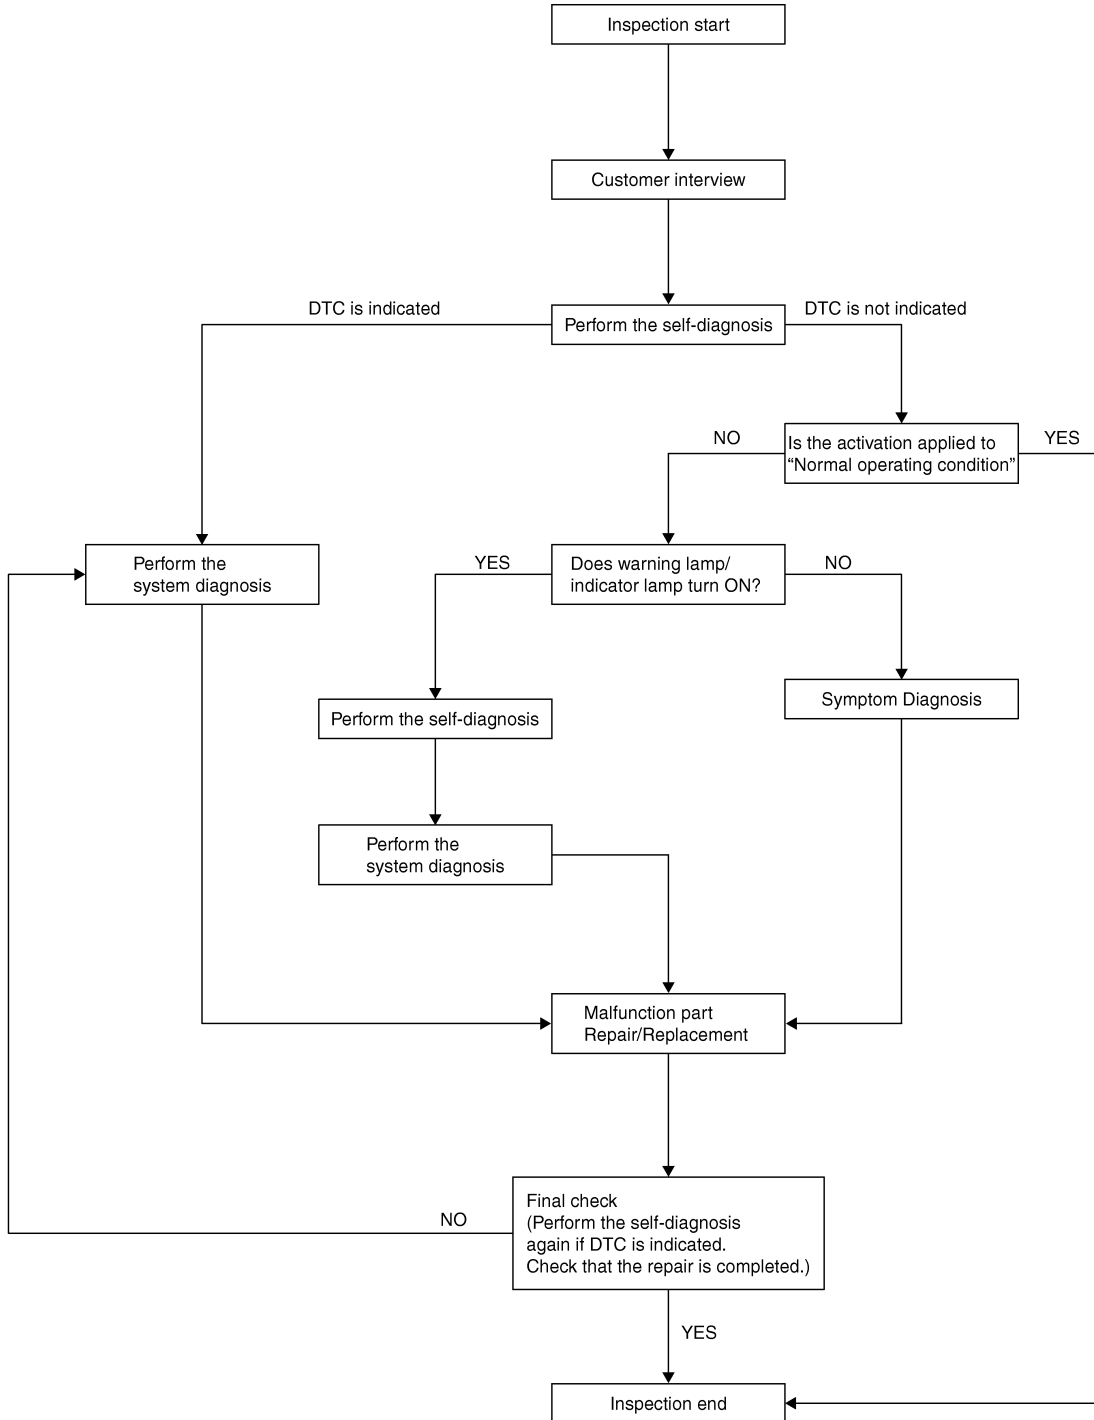 Inspection start
Customer interview
DTC is indicated
Perform the self-diagnosis
DTC is not indicated
NO
Is the activation applied to
“Normal operating condition”
YES
Perform the
system diagnosis
YES
Does warning lamp/
indicator lamp turn ON?
NO
Perform the self-diagnosis
Symptom Diagnosis
Perform the
system diagnosis
Malfunction part
Repair/Replacement
NO
Final check
(Perform the self-diagnosis
again if DTC is indicated.
Check that the repair is completed.)
YES
Inspection end